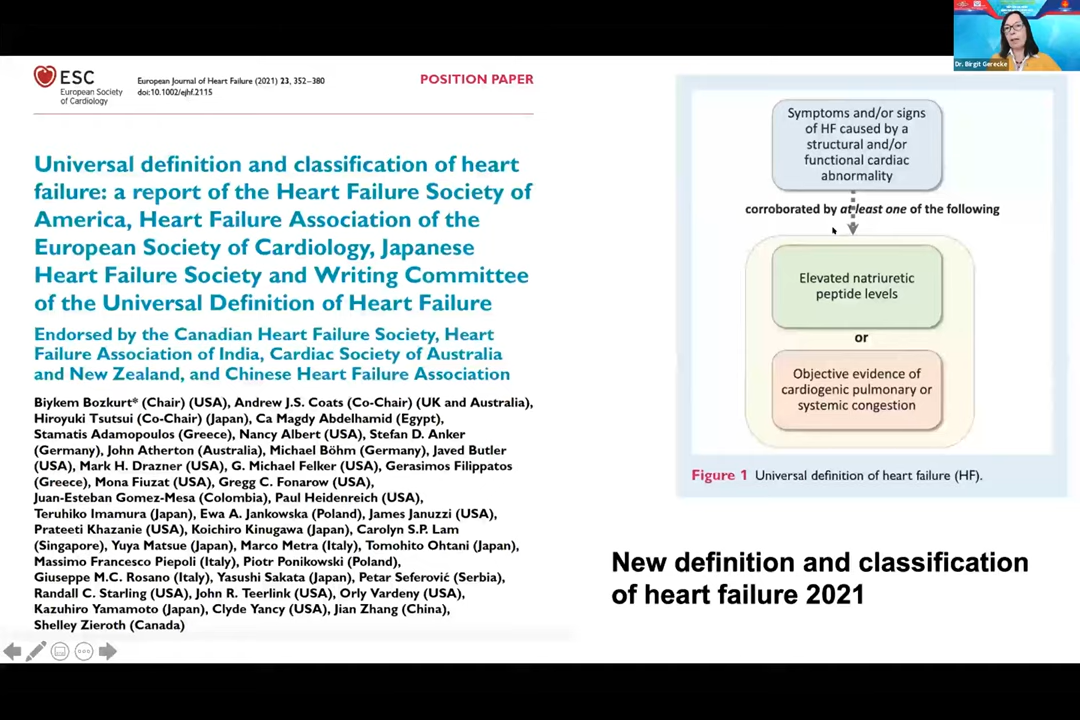 ESC
European Society
of Cardiology
European Journal of Heart Failure (2021) 23, 352–380
doi:10.1002/ejhf.2115
POSITION PAPER
Universal definition and classification of heart
failure: a report of the Heart Failure Society of
America, Heart Failure Association of the
European Society of Cardiology, Japanese
Heart Failure Society and Writing Committee
of the Universal Definition of Heart Failure
Endorsed by the Canadian Heart Failure Society, Heart
Failure Association of India, Cardiac Society of Australia
and New Zealand, and Chinese Heart Failure Association
Biykem Bozkurt* (Chair) (USA), Andrew J.S. Coats (Co-Chair) (UK and Australia),
Hiroyuki Tsutsui (Co-Chair) (Japan), Ca Magdy Abdelhamid (Egypt),
Stamatis Adamopoulos (Greece), Nancy Albert (USA), Stefan D. Anker
(Germany), John Atherton (Australia), Michael Böhm (Germany), Javed Butler
(USA), Mark H. Drazner (USA), G. Michael Felker (USA), Gerasimos Filippatos
(Greece), Mona Fiuzat (USA), Gregg C. Fonarow (USA),
Juan-Esteban Gomez-Mesa (Colombia), Paul Heidenreich (USA),
Teruhiko Imamura (Japan), Ewa A. Jankowska (Poland), James Januzzi (USA),
Prateeti Khazanie (USA), Koichiro Kinugawa (Japan), Carolyn S.P. Lam
(Singapore), Yuya Matsue (Japan), Marco Metra (Italy), Tomohito Ohtani (Japan),
Massimo Francesco Piepoli (Italy), Piotr Ponikowski (Poland),
Giuseppe M.C. Rosano (Italy), Yasushi Sakata (Japan), Petar Seferović (Serbia),
Randall C. Starling (USA), John R. Teerlink (USA), Orly Vardeny (USA),
Kazuhiro Yamamoto (Japan), Clyde Yancy (USA), Jian Zhang (China),
Shelley Zieroth (Canada)
Dr. Birgit Gerecke
Symptoms and/or signs
of HF caused by a
structural and/or
functional cardiac
abnormality
corroborated by at least one of the following
Elevated natriuretic
peptide levels
or
Objective evidence of
cardiogenic pulmonary or
systemic congestion
Figure 1 Universal definition of heart failure (HF).
New definition and classification
of heart failure 2021